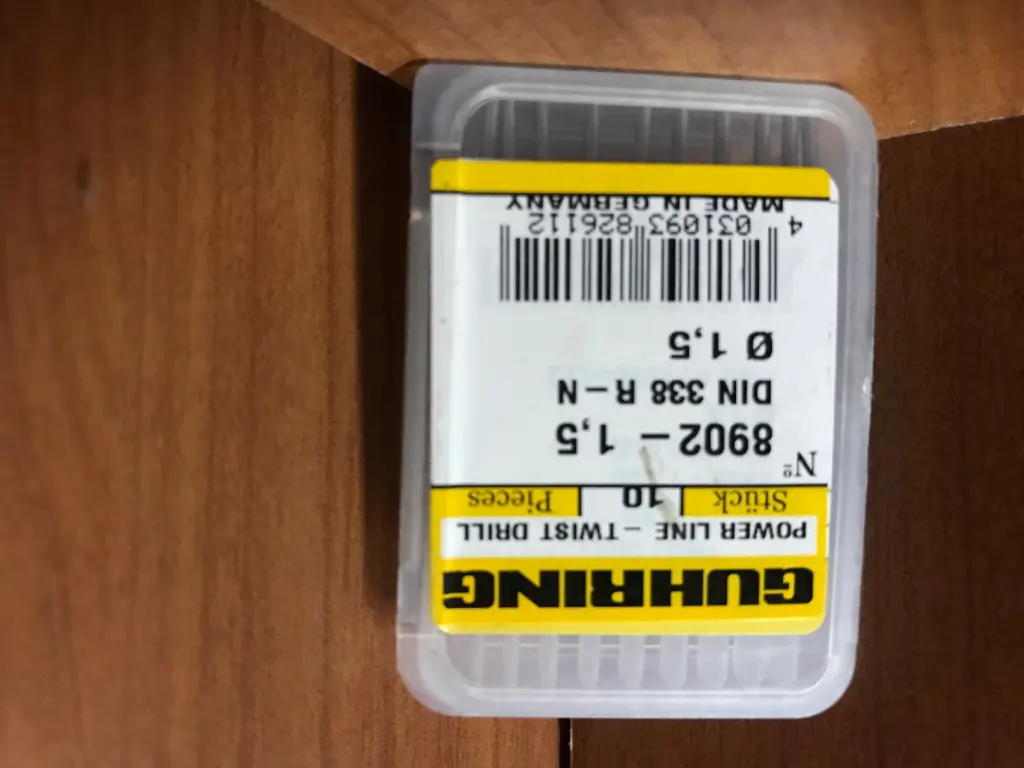 GUHRING
POWER LINE – TWIST DRILL
Stück 10 Pieces
Nº
8902 – 1,5
DIN 338 R – N
Ø 1,5
4 031093 826112
MADE IN GERMANY